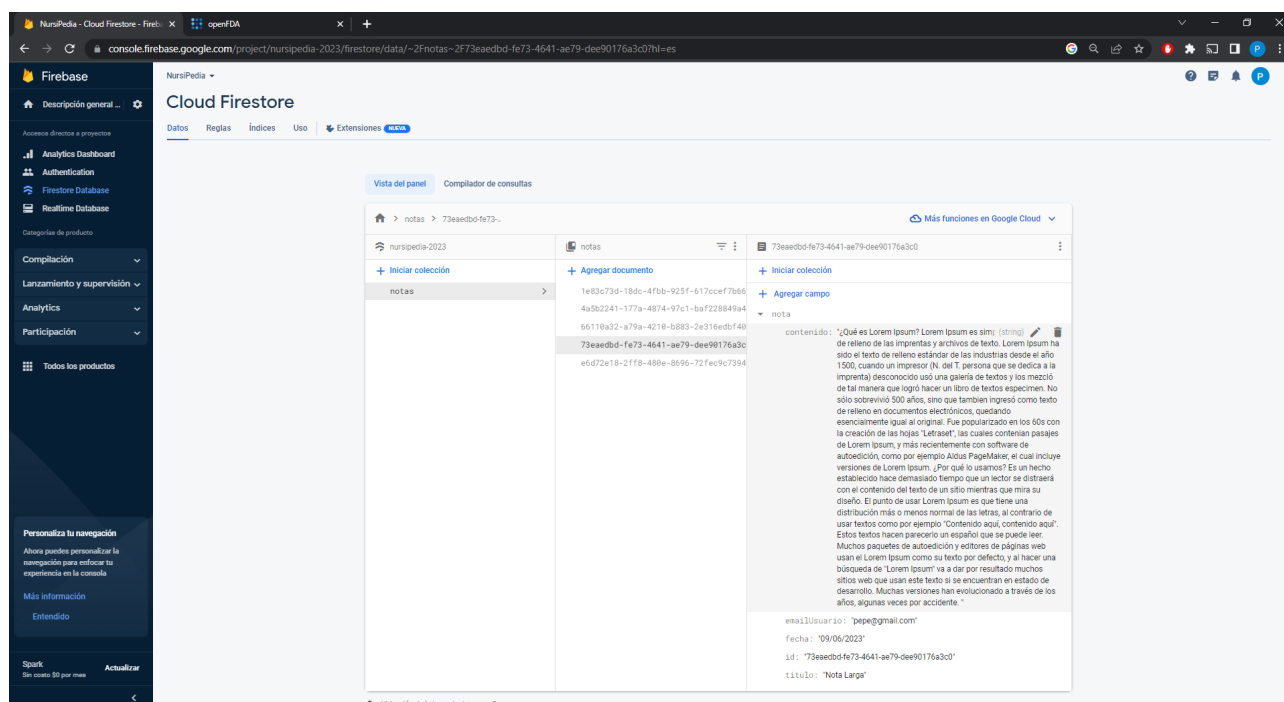 NursiPedia - Cloud Firestore - Fireb
openFDA
console.firebase.google.com/project/nursipedia-2023/firestore/data/~2Fnotas~2F73eaedbd-fe73-4641-ae79-dee90176a3c0?hl=es
P
Firebase
Descripción general ...
Accesos directos a proyectos
Analytics Dashboard
Authentication
Firestore Database
Realtime Database
Categorías de producto
Compilación
Lanzamiento y supervisión
Analytics
Participación
Todos los productos
Personaliza tu navegación
Ahora puedes personalizar la
navegación para enfocar tu
experiencia en la consola
Más información
Entendido
Spark
Sin costo $0 por mes
Actualizar
NursiPedia
P
Cloud Firestore
Datos Reglas Índices Uso Extensiones NUEVA
Vista del panel Compilador de consultas
notas > 73eaedbd-fe73-..
Más funciones en Google Cloud
nursipedia-2023
+ Iniciar colección
notas
notas
+ Agregar documento
1e83c73d-18dc-4fbb-925f-617ccef7b66
4a5b2241-177a-4874-97c1-baf228849a4
66110a32-a79a-4210-b883-2e316edbf40
73eaedbd-fe73-4641-ae79-dee90176a3c
e6d72e18-2ff8-480e-8696-72fec9c7394
73eaedbd-fe73-4641-ae79-dee90176a3c0
+ Iniciar colección
+ Agregar campo
nota
contenido: "¿Qué es Lorem Ipsum? Lorem Ipsum es simp (string)
de relleno de las imprentas y archivos de texto. Lorem Ipsum ha
sido el texto de relleno estándar de las industrias desde el año
1500, cuando un impresor (N. del T. persona que se dedica a la
imprenta) desconocido usó una galería de textos y los mezcló
de tal manera que logró hacer un libro de textos especimen. No
sólo sobrevivió 500 años, sino que tambien ingresó como texto
de relleno en documentos electrónicos, quedando
esencialmente igual al original. Fue popularizado en los 60s con
la creación de las hojas "Letraset", las cuales contenian pasajes
de Lorem Ipsum, y más recientemente con software de
autoedición, como por ejemplo Aldus PageMaker, el cual incluye
versiones de Lorem Ipsum. ¿Por qué lo usamos? Es un hecho
establecido hace demasiado tiempo que un lector se distraerá
con el contenido del texto de un sitio mientras que mira su
diseño. El punto de usar Lorem Ipsum es que tiene una
distribución más o menos normal de las letras, al contrario de
usar textos como por ejemplo "Contenido aquí, contenido aquí".
Estos textos hacen parecerlo un español que se puede leer.
Muchos paquetes de autoedición y editores de páginas web
usan el Lorem Ipsum como su texto por defecto, y al hacer una
búsqueda de "Lorem Ipsum" va a dar por resultado muchos
sitios web que usan este texto si se encuentran en estado de
desarrollo. Muchas versiones han evolucionado a través de los
años, algunas veces por accidente. "
emailUsuario: "pepe@gmail.com"
fecha: "09/06/2023"
id: "73eaedbd-fe73-4641-ae79-dee90176a3c0"
titulo: "Nota Larga"